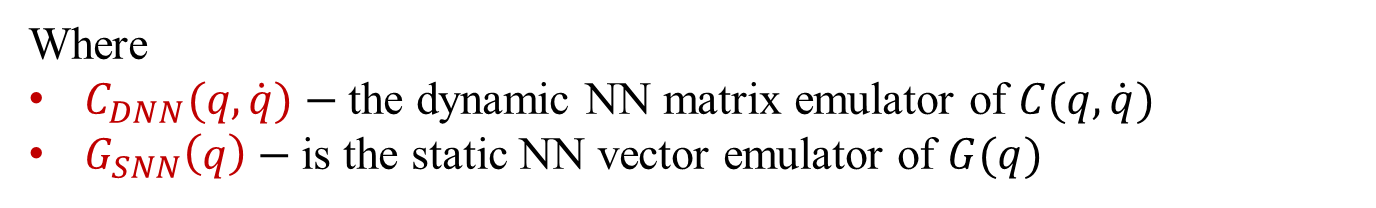 Where
• C_DNN(q, q̇) − the dynamic NN matrix emulator of C(q, q̇)
• G_SNN(q) − is the static NN vector emulator of G(q)